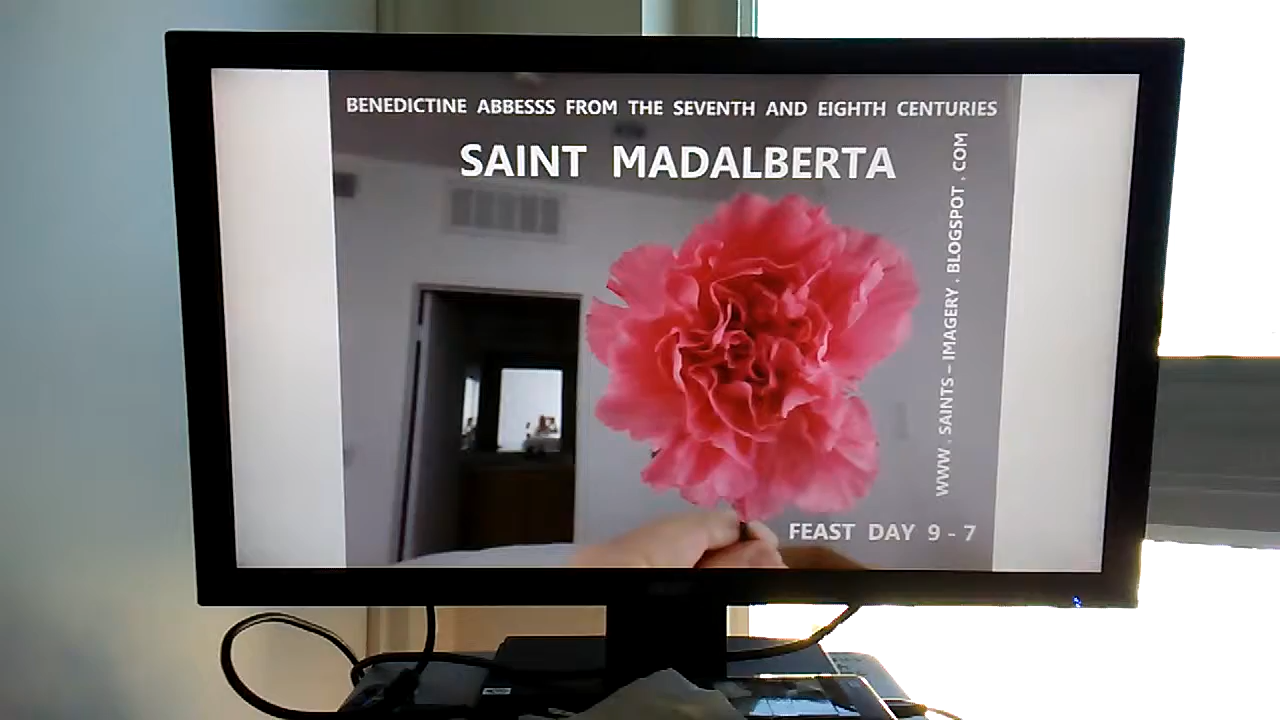 BENEDICTINE ABBESSS FROM THE SEVENTH AND EIGHTH CENTURIES
SAINT MADALBERTA
WWW . SAINTS - IMAGERY . BLOGSPOT . COM
FEAST DAY 9 - 7